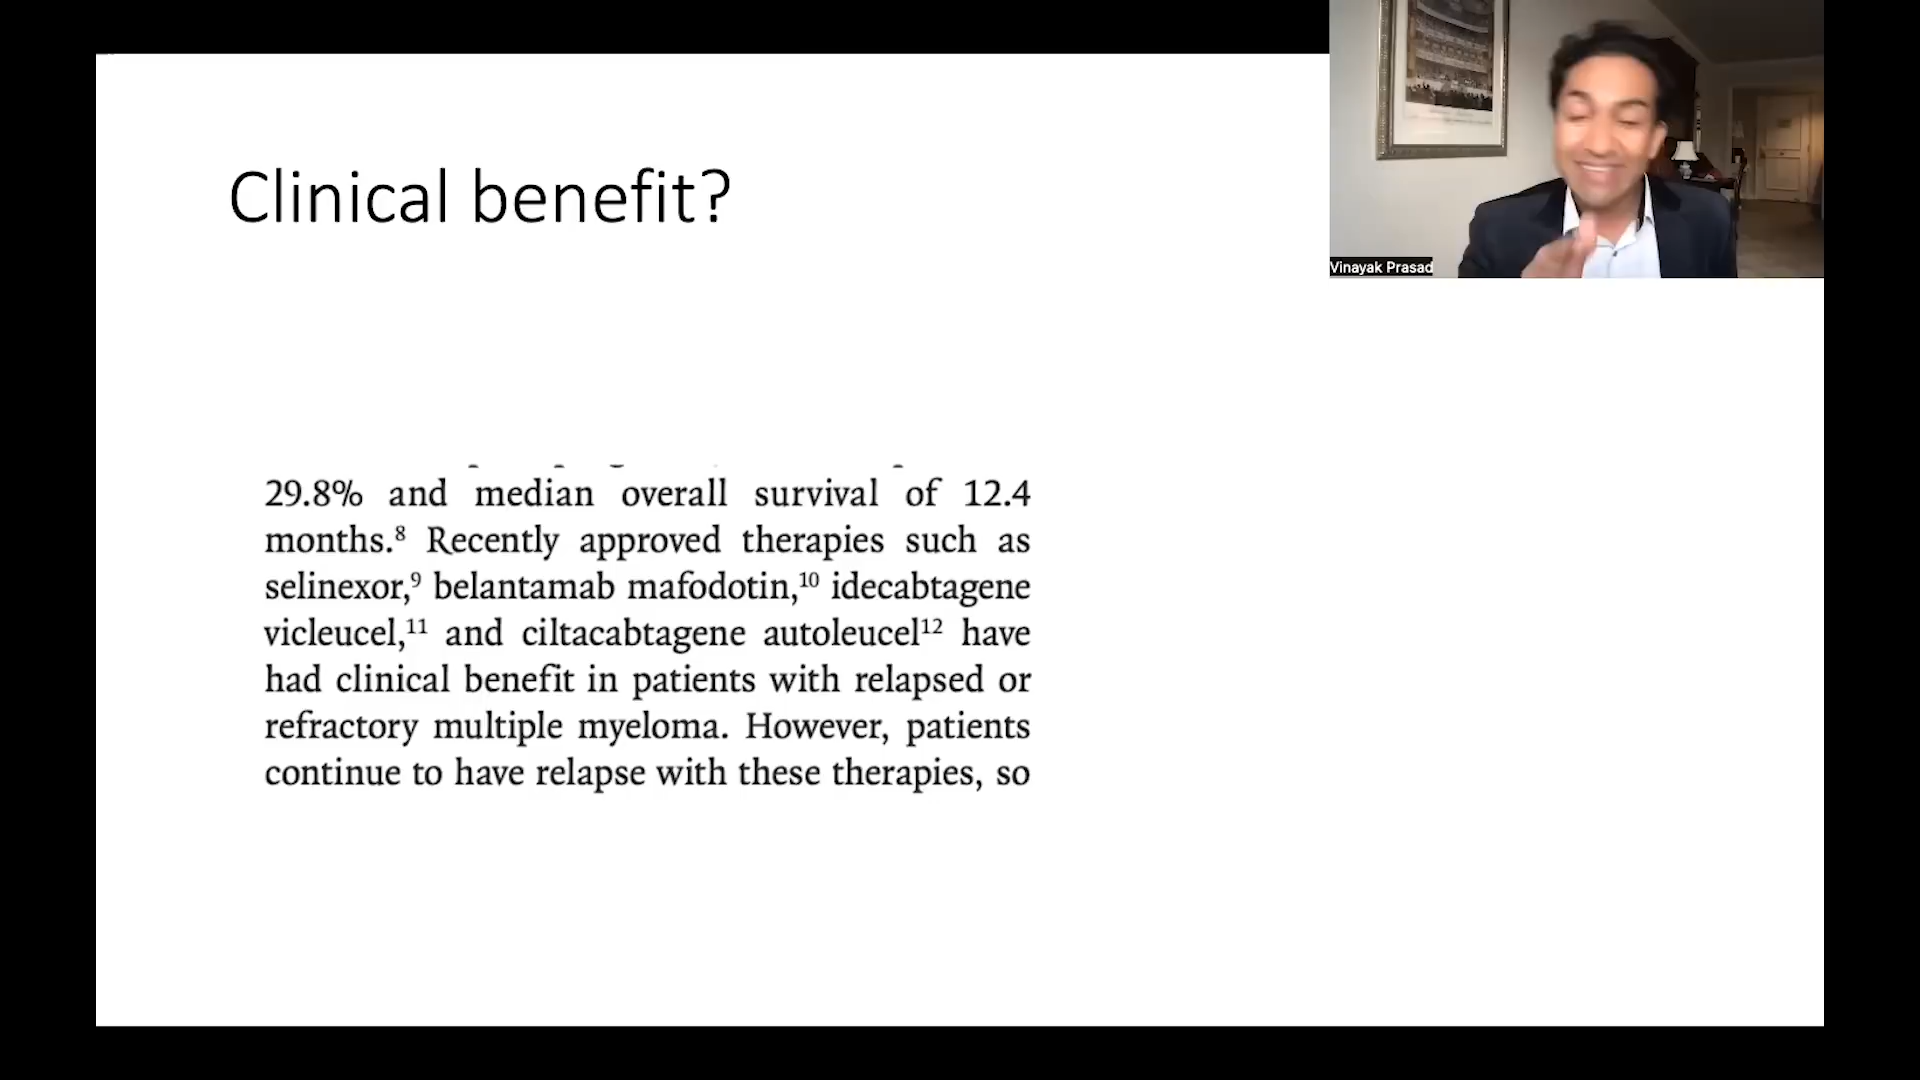 Clinical benefit?
Vinayak Prasad
29.8% and median overall survival of 12.4
months.⁸ Recently approved therapies such as
selinexor,⁹ belantamab mafodotin,¹⁰ idecabtagene
vicleucel,¹¹ and ciltacabtagene autoleucel¹² have
had clinical benefit in patients with relapsed or
refractory multiple myeloma. However, patients
continue to have relapse with these therapies, so